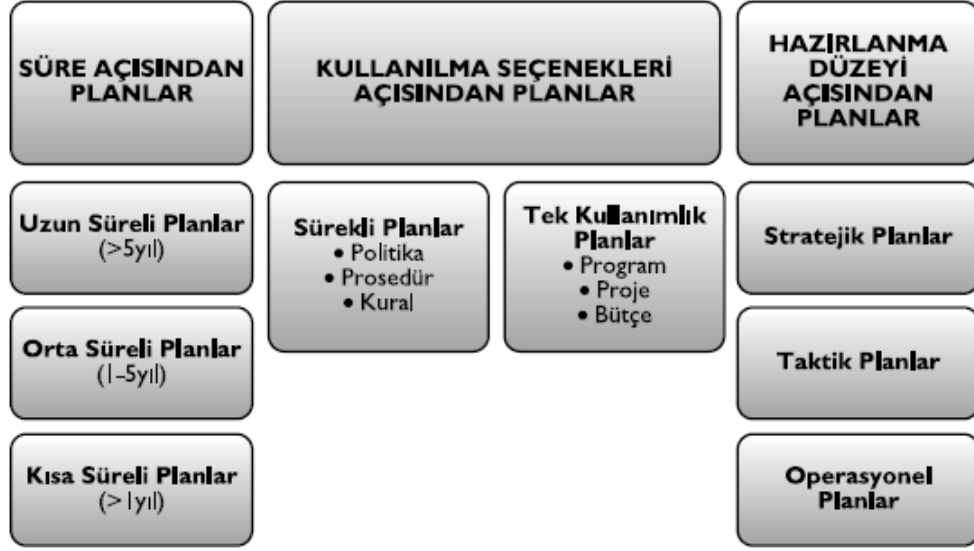 SÜRE AÇISINDAN
PLANLAR
KULLANILMA SEÇENEKLERİ
AÇISINDAN PLANLAR
HAZIRLANMA
DÜZEYİ
AÇISINDAN
PLANLAR
Uzun Süreli Planlar
(>5yıl)
Orta Süreli Planlar
(1-5yıl)
Kısa Süreli Planlar
(>1yıl)
Sürekli Planlar
• Politika
• Prosedür
• Kural
Tek Kullanımlık
Planlar
• Program
• Proje
• Bütçe
Stratejik Planlar
Taktik Planlar
Operasyonel
Planlar